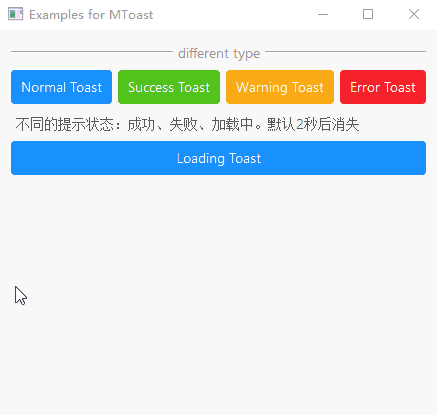 Examples for MToast
different type
Normal Toast Success Toast Warning Toast Error Toast
不同的提示状态：成功、失败、加载中。默认2秒后消失
Loading Toast